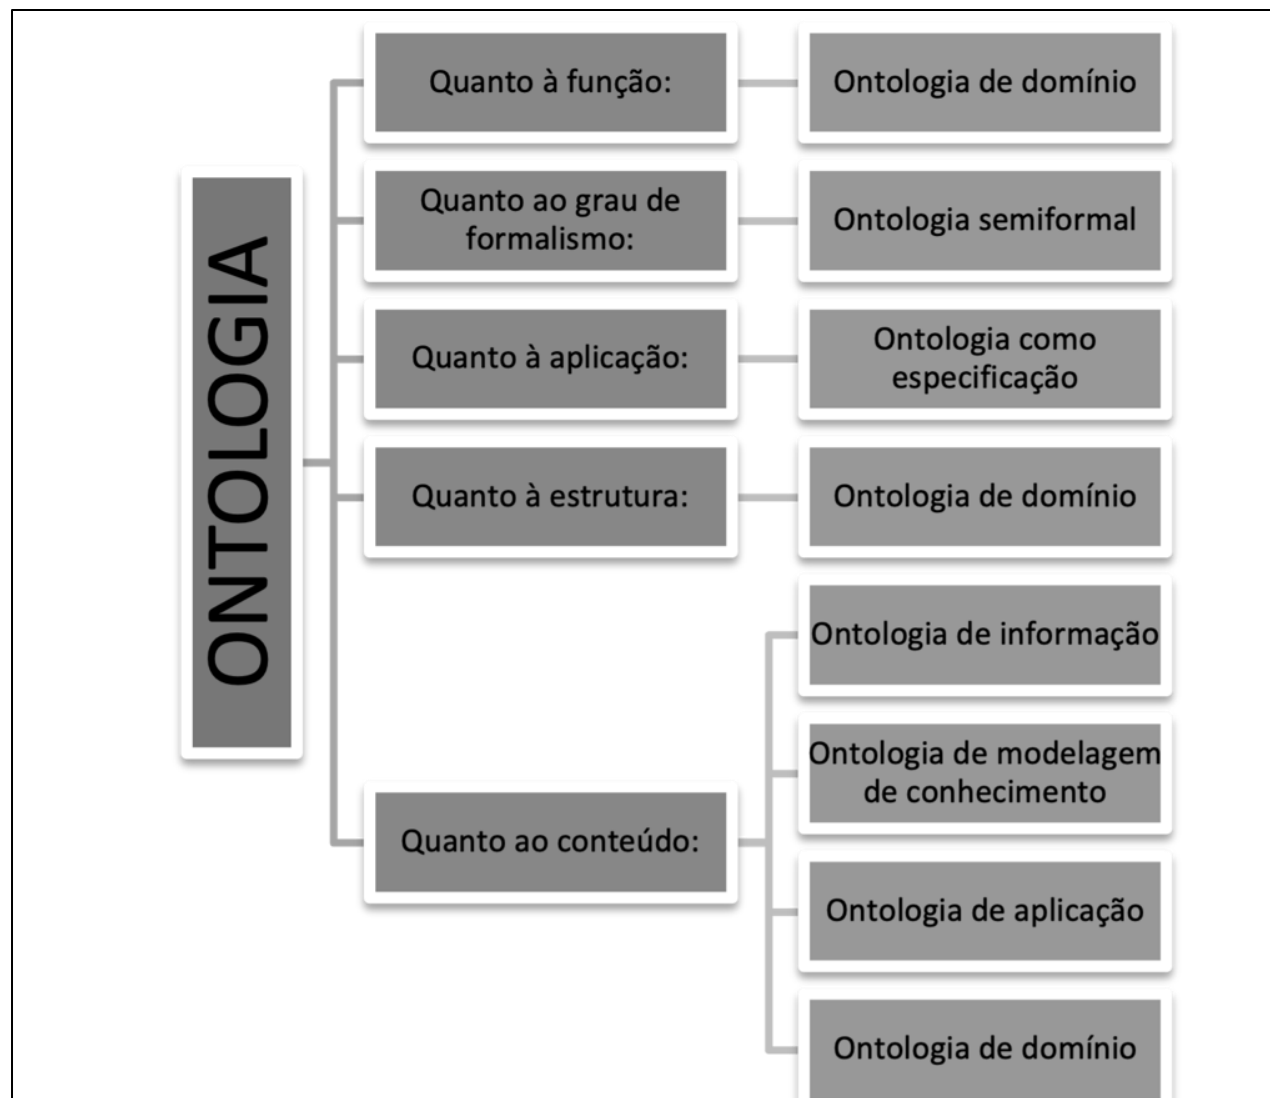 ONTOLOGIA
Quanto à função:
Ontologia de domínio
Quanto ao grau de
formalismo:
Ontologia semiformal
Quanto à aplicação:
Ontologia como
especificação
Quanto à estrutura:
Ontologia de domínio
Quanto ao conteúdo:
Ontologia de informação
Ontologia de modelagem
de conhecimento
Ontologia de aplicação
Ontologia de domínio